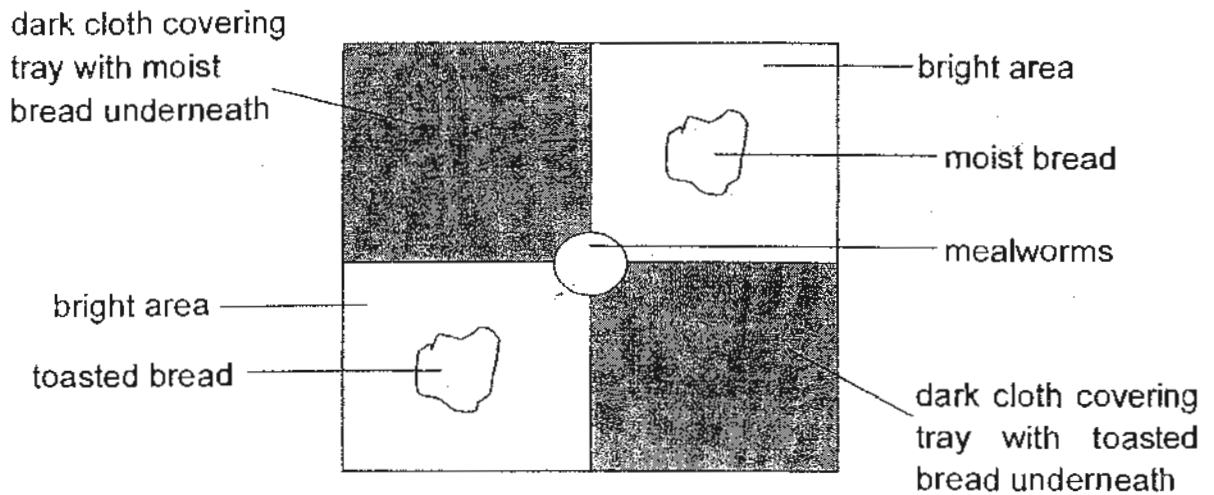 dark cloth covering
tray with moist
bread underneath
bright area
moist bread
mealworms
bright area
toasted bread
dark cloth covering
tray with toasted
bread underneath